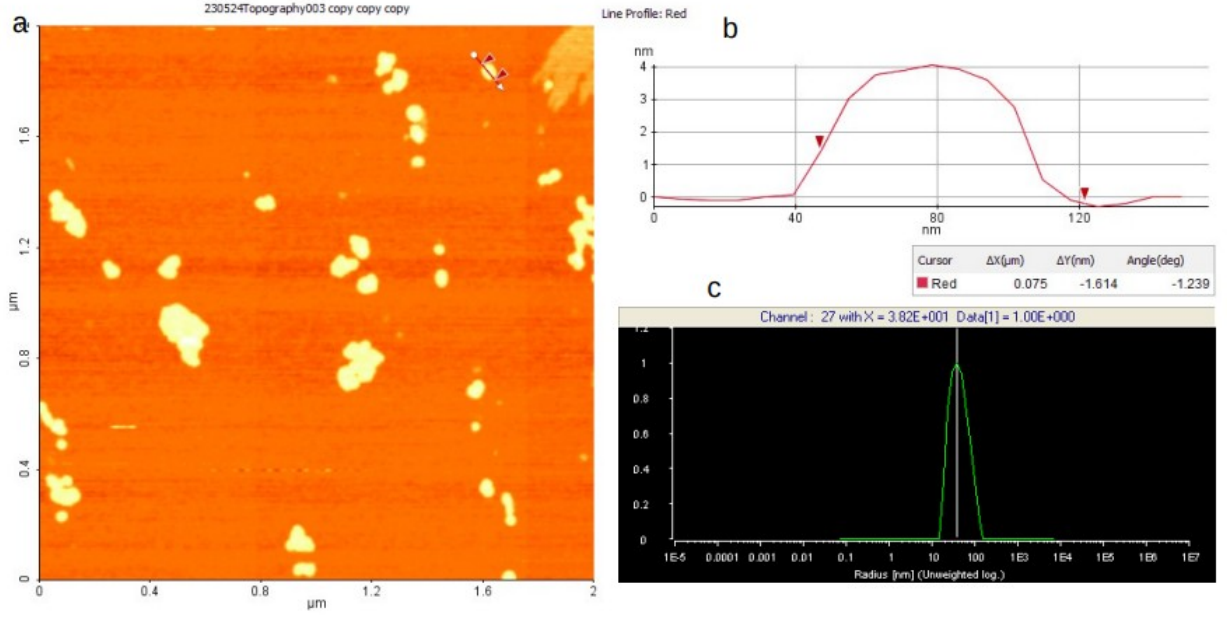 230524Topography003 copy copy copy
a
1.6
1.2
0.8
0.4
0
µm
0 0.4 0.8 1.2 1.6 2
µm
Line Profile: Red
b
nm
4
3
2
1
0
0 40 80 120
nm
Cursor ΔX(µm) ΔY(nm) Angle(deg)
Red 0.075 -1.614 -1.239
c
Channel : 27 with X = 3.82E+001 Data[1] = 1.00E+000
1.2
1
0.8
0.6
0.4
0.2
0
1E-5 0.0001 0.001 0.01 0.1 1 10 100 1E3 1E4 1E5 1E6 1E7
Radius [nm] (Unweighted log.)